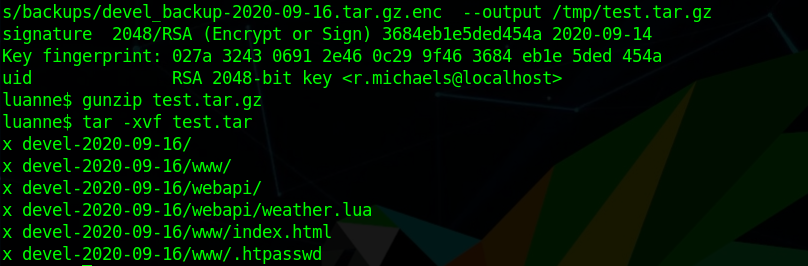 s/backups/devel_backup-2020-09-16.tar.gz.enc  --output /tmp/test.tar.gz
signature  2048/RSA (Encrypt or Sign) 3684eb1e5ded454a 2020-09-14
Key fingerprint: 027a 3243 0691 2e46 0c29 9f46 3684 eb1e 5ded 454a
uid              RSA 2048-bit key <r.michaels@localhost>
luanne$ gunzip test.tar.gz
luanne$ tar -xvf test.tar
x devel-2020-09-16/
x devel-2020-09-16/www/
x devel-2020-09-16/webapi/
x devel-2020-09-16/webapi/weather.lua
x devel-2020-09-16/www/index.html
x devel-2020-09-16/www/.htpasswd